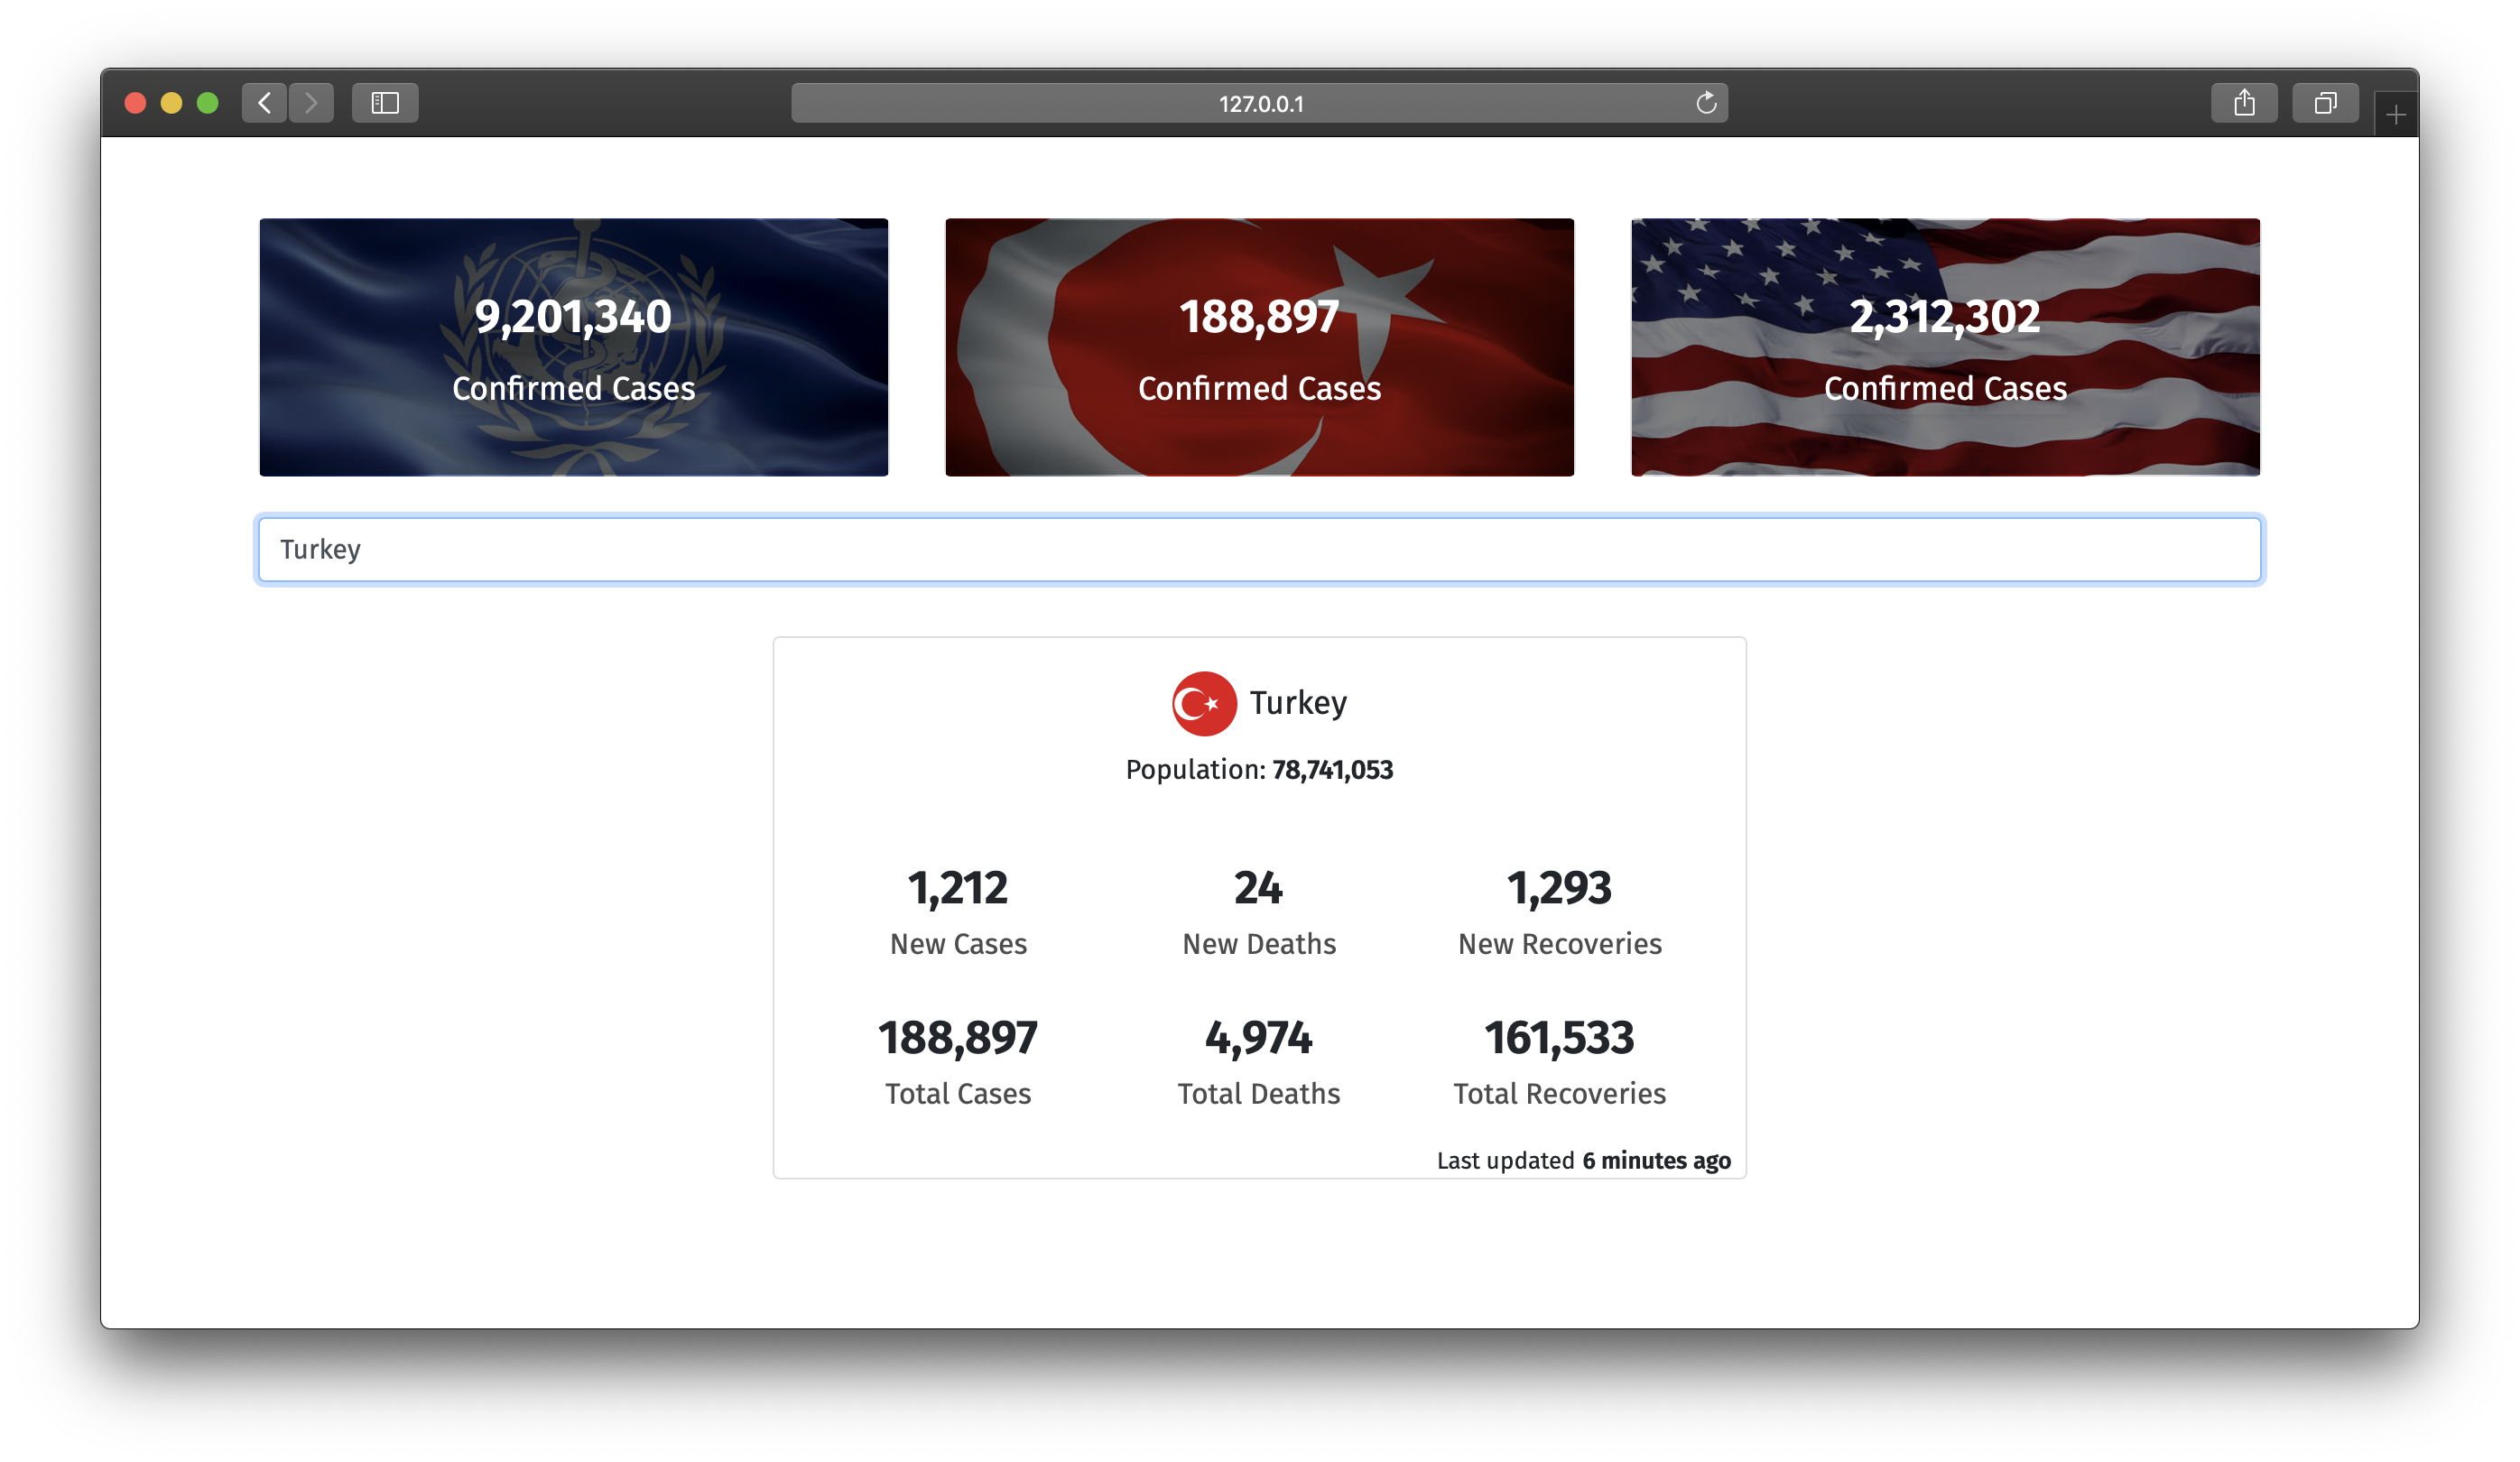 127.0.0.1
9,201,340
Confirmed Cases
188,897
Confirmed Cases
2,312,302
Confirmed Cases
Turkey
Turkey
Population: 78,741,053
1,212
New Cases
24
New Deaths
1,293
New Recoveries
188,897
Total Cases
4,974
Total Deaths
161,533
Total Recoveries
Last updated 6 minutes ago